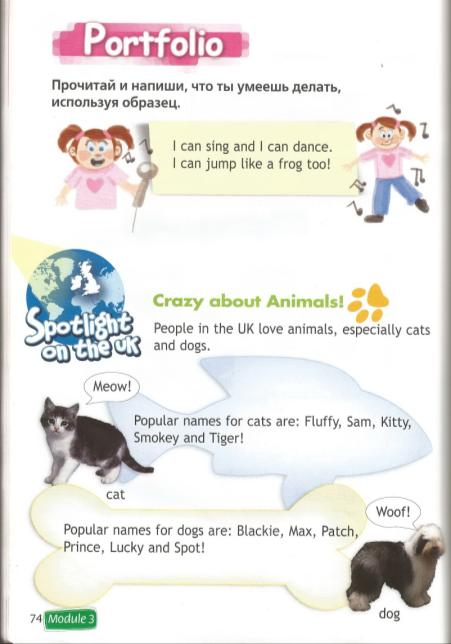 Portfolio
Прочитай и напиши, что ты умеешь делать,
используя образец.
I can sing and I can dance.
I can jump like a frog too!
Spotlight
on the UK
Crazy about Animals!
People in the UK love animals, especially cats
and dogs.
Meow!
Popular names for cats are: Fluffy, Sam, Kitty,
Smokey and Tiger!
cat
Woof!
Popular names for dogs are: Blackie, Max, Patch,
Prince, Lucky and Spot!
dog
74 Module 3